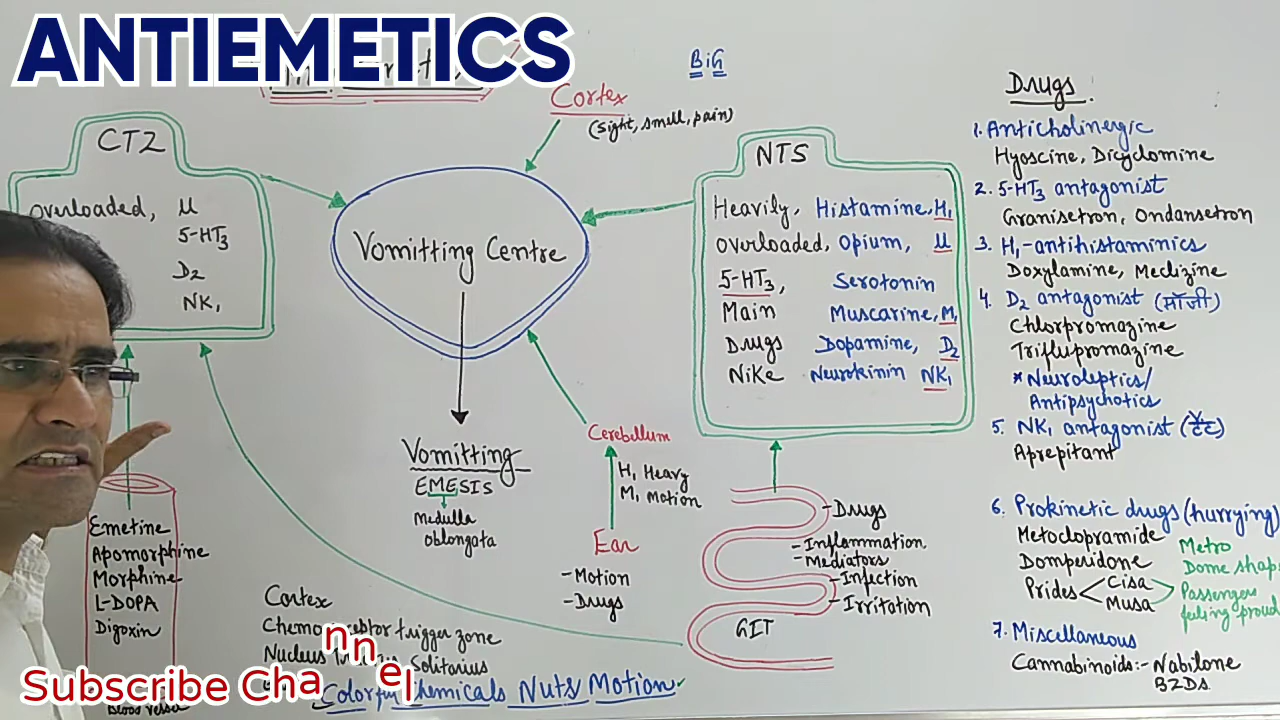 ANTIEMETICS
BiG
Cortex
(Sight, smell, pain)
CTZ
Overloaded, μ
5-HT3
D2
NK1
Vomitting Centre
NTS
Heavily, Histamine, H1
Overloaded, Opium, μ
5-HT3, Serotonin
Main Muscarine, M1
Drugs Dopamine, D2
NiKe Neurokinin NK1
Vomitting
EMESIS
Medulla
oblongata
Cerebellum
H1 Heavy
M1 Motion
Ear
-Motion
-Drugs
-Drugs
-Inflammation
-Mediators
-Infection
-Irritation
GIT
Emetine
Apomorphine
Morphine
L-DOPA
Digoxin
Blood vessel
Cortex
Chemoreceptor trigger zone
Nucleus Solitarius
Colorful Chemicals Nuts Motion
Subscribe Channel
Drugs
1. Anticholinergic
Hyoscine, Dicyclomine
2. 5-HT3 antagonist
Granisetron, Ondansetron
3. H1-antihistaminics
Doxylamine, Meclizine
4. D2 antagonist (माँजी)
Chlorpromazine
Triflupromazine
*Neuroleptics/
Antipsychotics
5. NK1 antagonist
Aprepitant
6. Prokinetic drugs (hurrying)
Metoclopramide
Domperidone
Prides < Cisa
Musa
Metro
Dome shape
Passengers
feeling proud
7. Miscellaneous
Cannabinoids:- Nabilone
BZDs